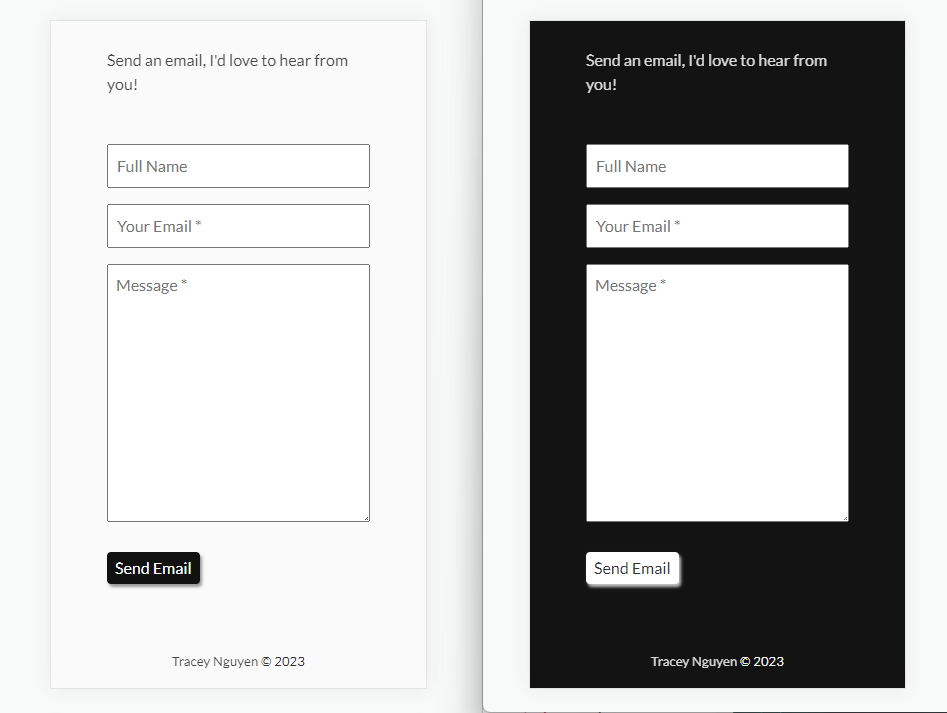 Send an email, I'd love to hear from
you!
Full Name
Your Email *
Message *
Send Email
Tracey Nguyen © 2023
Send an email, I'd love to hear from
you!
Full Name
Your Email *
Message *
Send Email
Tracey Nguyen © 2023